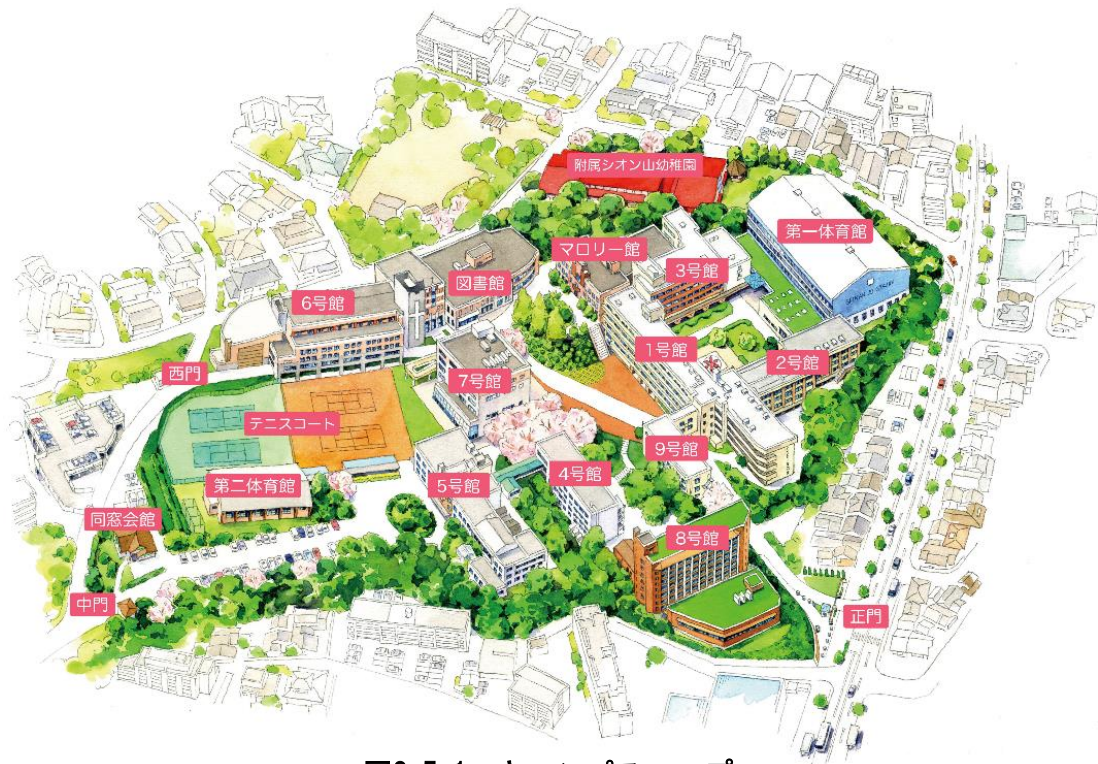 附属シオン山幼稚園
第一体育館
マロリー館
3号館
図書館
6号館
1号館
2号館
西門
7号館
テニスコート
9号館
4号館
5号館
第二体育館
同窓会館
8号館
中門
正門